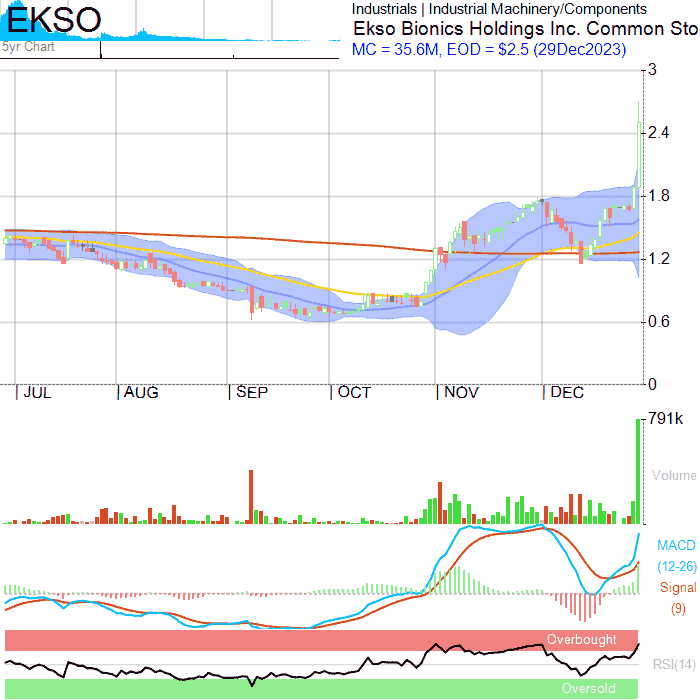 EKSO
5yr Chart
Industrials | Industrial Machinery/Components
Ekso Bionics Holdings Inc. Common Sto
MC = 35.6M, EOD = $2.5 (29Dec2023)
3
2.4
1.8
1.2
0.6
0
JUL
AUG
SEP
OCT
NOV
DEC
791k
Volume
MACD
(12-26)
Signal
(9)
Overbought
RSI(14)
Oversold